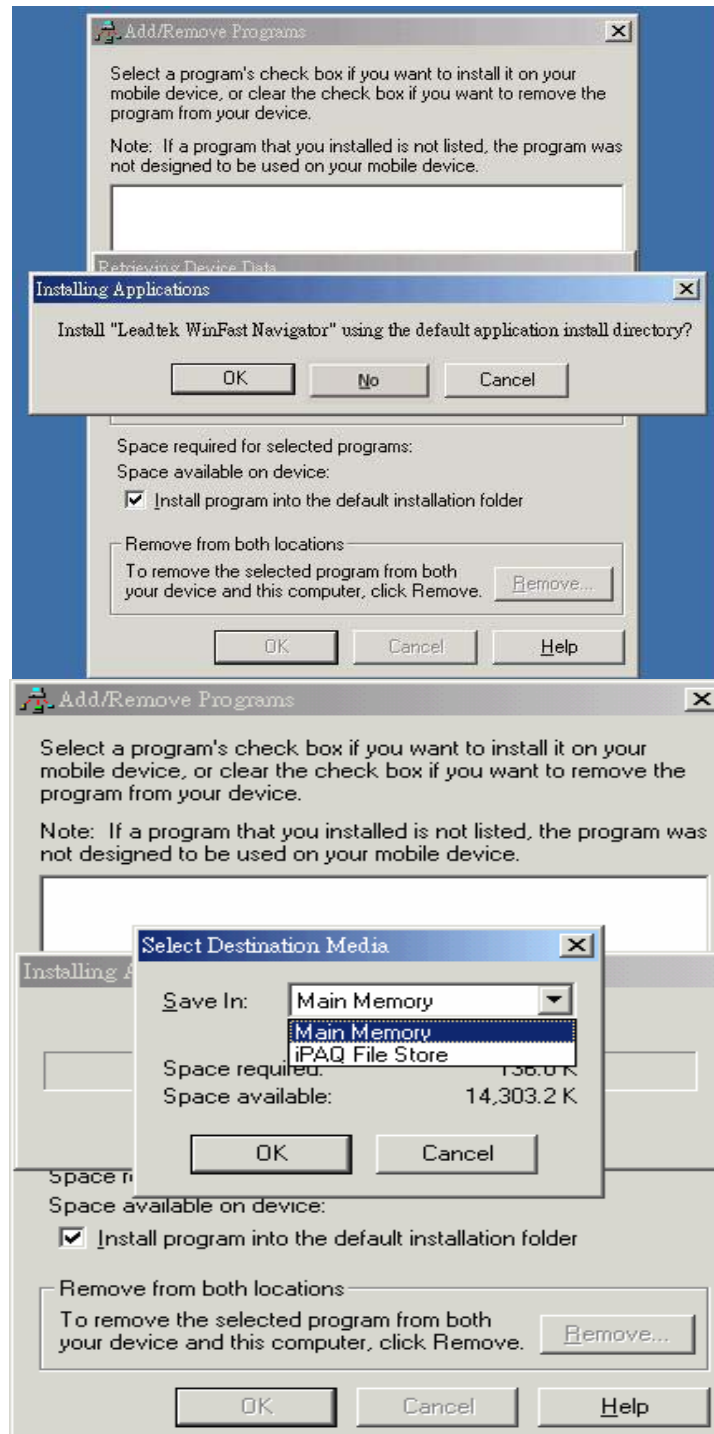 Add/Remove Programs
Select a program's check box if you want to install it on your
mobile device, or clear the check box if you want to remove the
program from your device.
Note: If a program that you installed is not listed, the program was
not designed to be used on your mobile device.
Retrieving Device Data
Installing Applications
Install "Leadtek WinFast Navigator" using the default application install directory?
OK
No
Cancel
Space required for selected programs:
Space available on device:
Install program into the default installation folder
Remove from both locations
To remove the selected program from both
your device and this computer, click Remove.
Remove...
OK
Cancel
Help
Add/Remove Programs
Select a program's check box if you want to install it on your
mobile device, or clear the check box if you want to remove the
program from your device.
Note: If a program that you installed is not listed, the program was
not designed to be used on your mobile device.
Select Destination Media
Installing
Save In:
Main Memory
Main Memory
iPAQ File Store
Space required:
136.0 K
Space available:
14,303.2 K
OK
Cancel
Space
Space available on device:
Install program into the default installation folder
Remove from both locations
To remove the selected program from both
your device and this computer, click Remove.
Remove...
OK
Cancel
Help